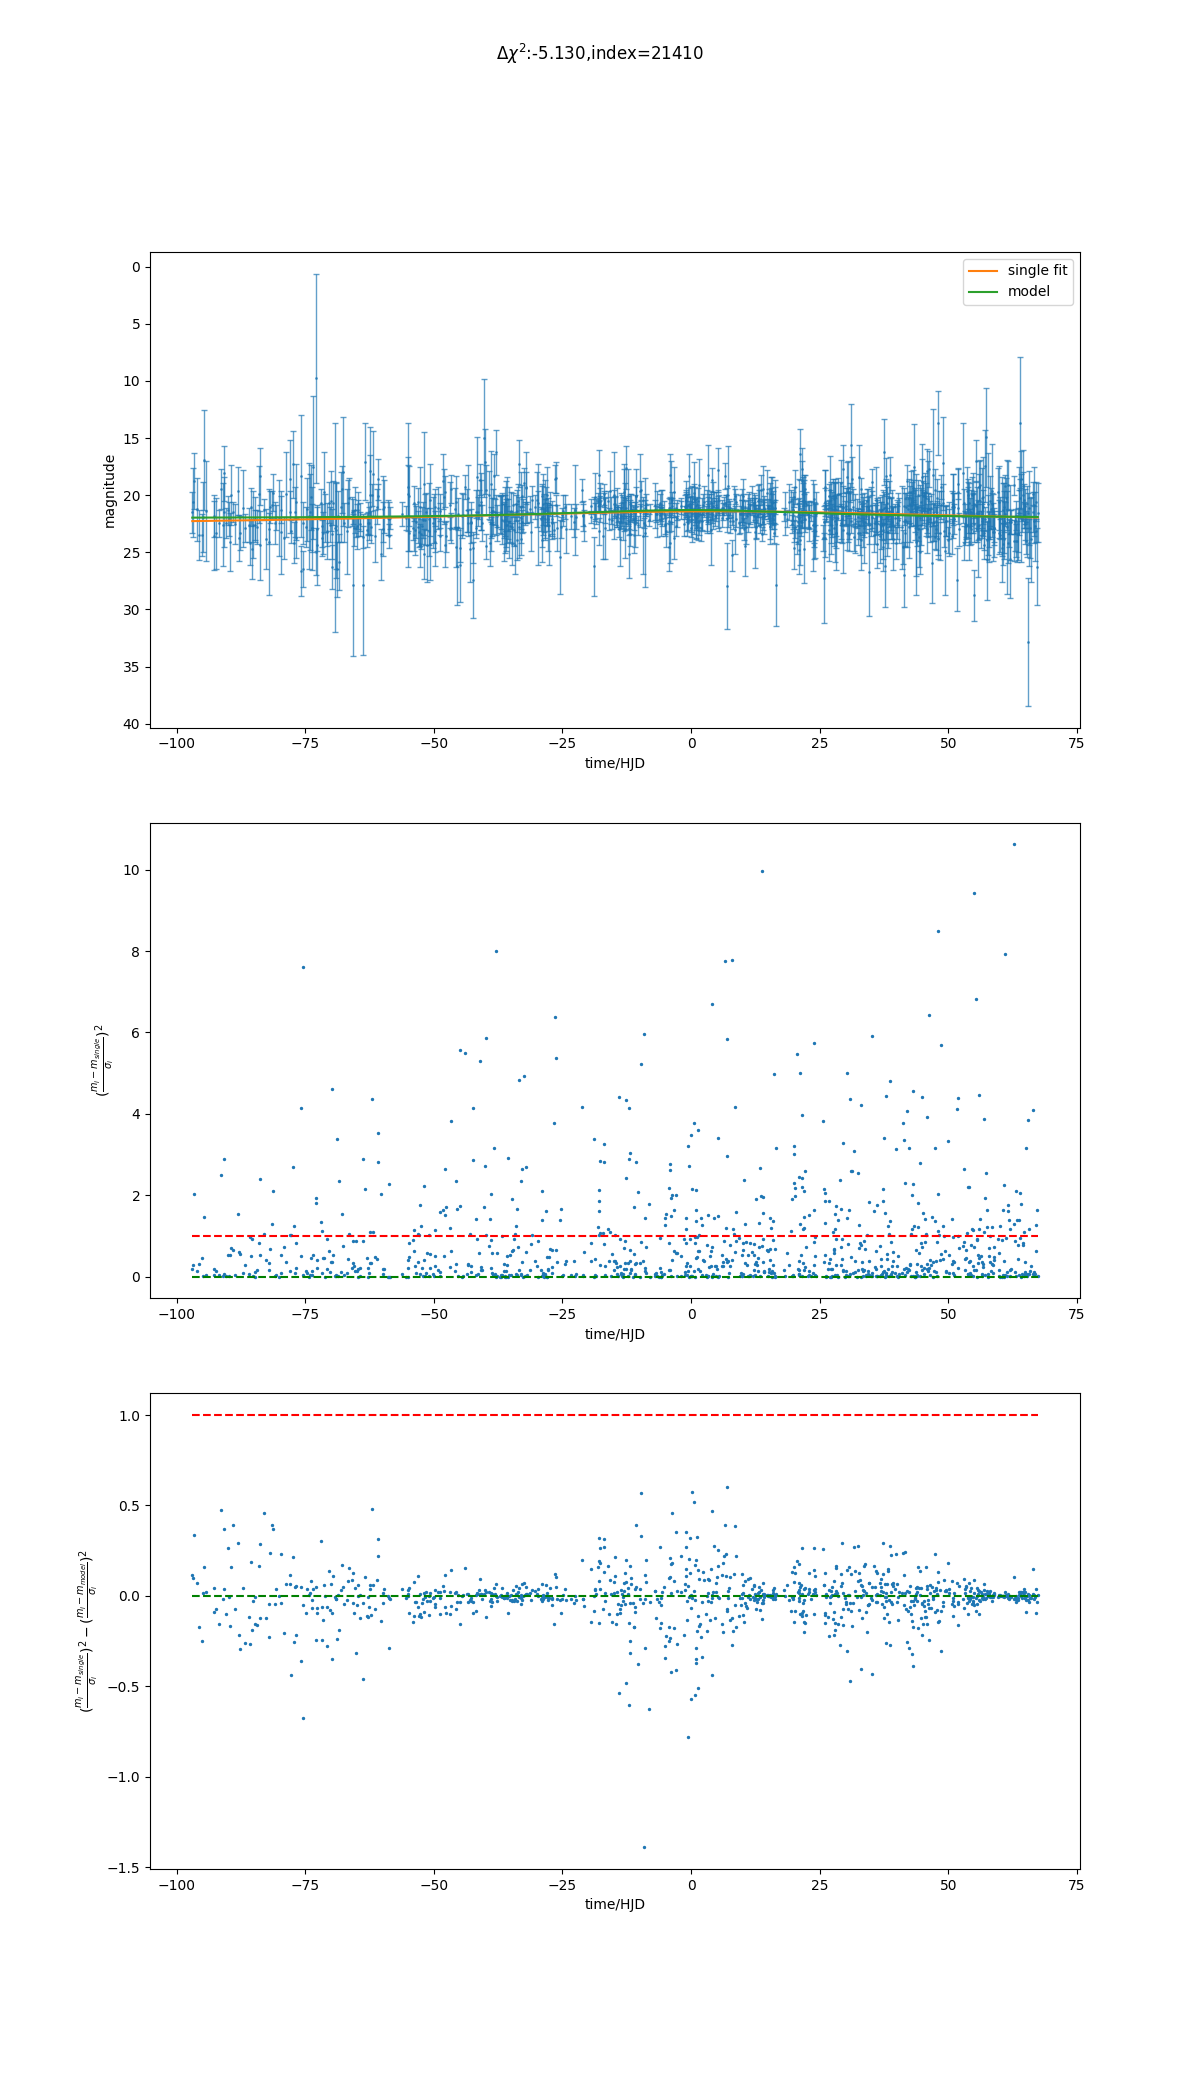 Δχ²:-5.130,index=21410
single fit
model
0
5
10
15
20
25
30
35
40
magnitude
−100 −75 −50 −25 0 25 50 75
time/HJD
10
8
6
4
2
0
((m_i − m_single)/σ_i)²
−100 −75 −50 −25 0 25 50 75
time/HJD
1.0
0.5
0.0
−0.5
−1.0
−1.5
((m_i − m_single)/σ_i)² − ((m_i − m_model)/σ_i)²
−100 −75 −50 −25 0 25 50 75
time/HJD